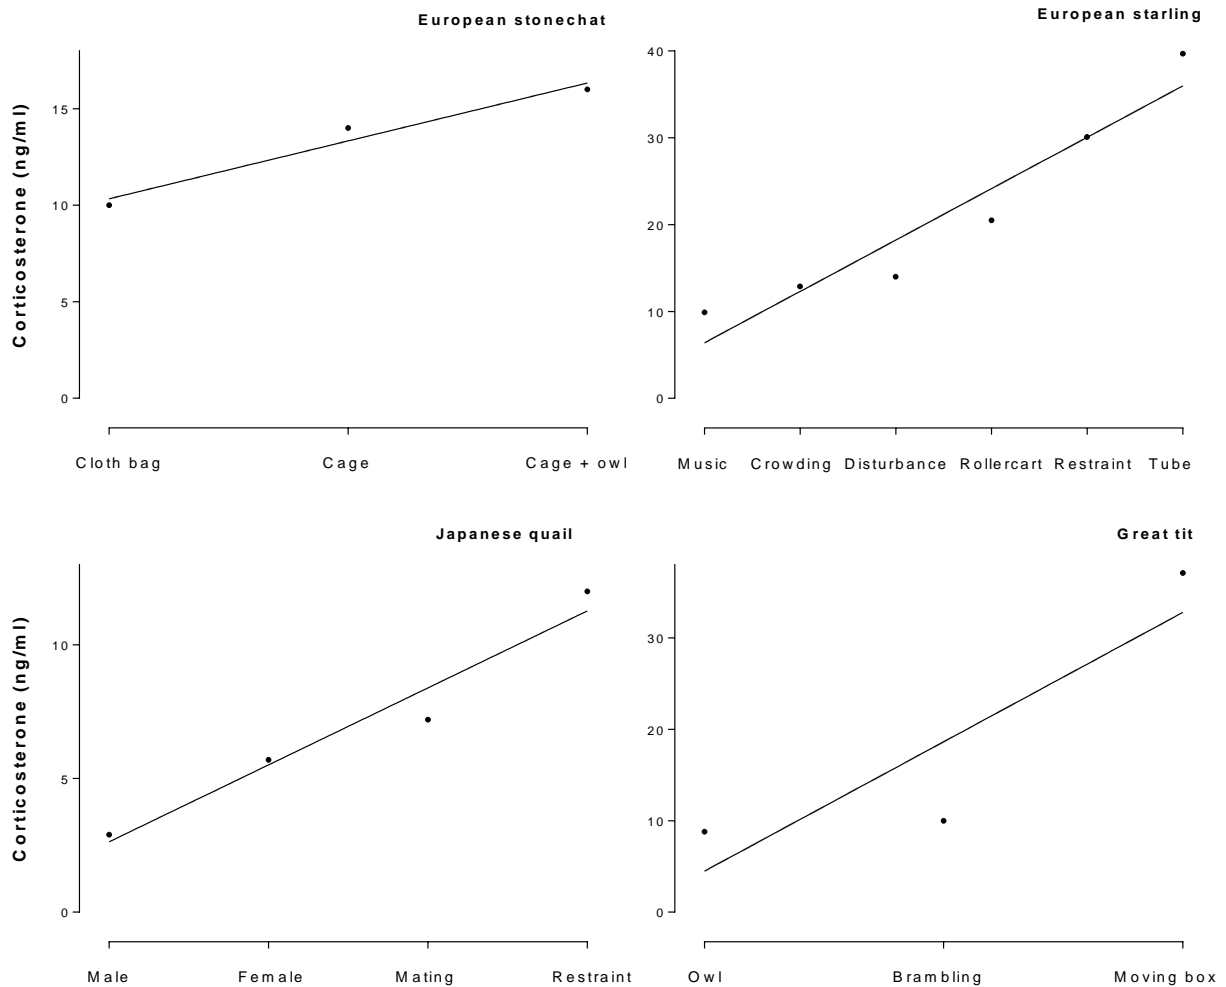 European stonechat
Corticosterone (ng/ml)
15
10
5
0
Cloth bag Cage Cage + owl
European starling
40
30
20
10
0
Music Crowding Disturbance Rollercart Restraint Tube
Japanese quail
Corticosterone (ng/ml)
10
5
0
Male Female Mating Restraint
Great tit
30
20
10
0
Owl Brambling Moving box